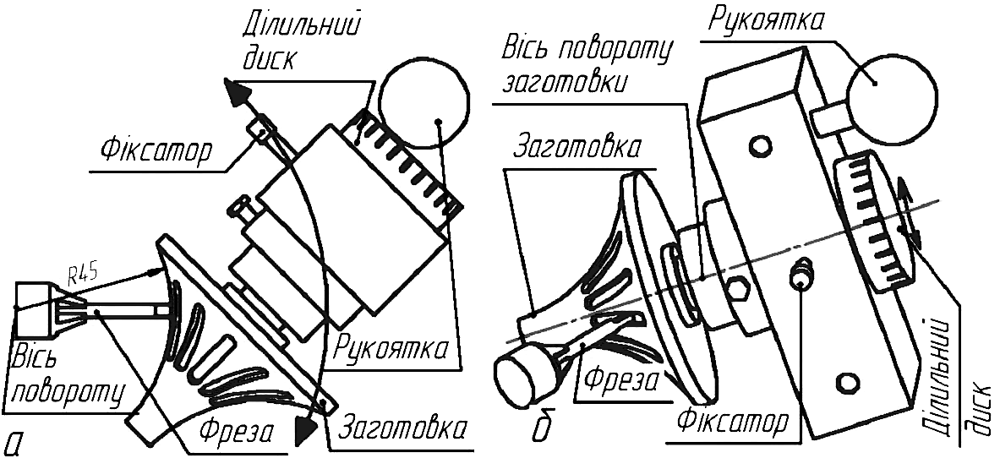 Ділильний
диск
Фіксатор
R45
Вісь
повороту
Фреза
Рукоятка
Заготовка
а
Рукоятка
Вісь повороту
заготовки
Заготовка
Фреза
Фіксатор
Ділильний
диск
б